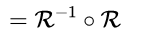 = 𝓡⁻¹ ∘ 𝓡